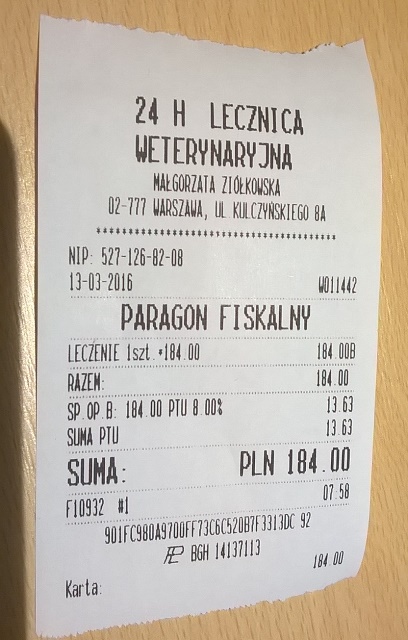 24 H LECZNICA
WETERYNARYJNA
MAŁGORZATA ZIÓŁKOWSKA
02-777 WARSZAWA, UL KULCZYŃSKIEGO 8A
************************************
NIP: 527-126-82-08
13-03-2016 W011442
PARAGON FISKALNY
LECZENIE 1szt.*184.00 184.00B
RAZEM: 184.00
SP.OP.B: 184.00 PTU 8.00% 13.63
SUMA PTU 13.63
SUMA: PLN 184.00
F10932 #1 07:58
901FC980A9700FF73C6C520B7F3313DC 92
BGH 14137113
Karta: 184.00